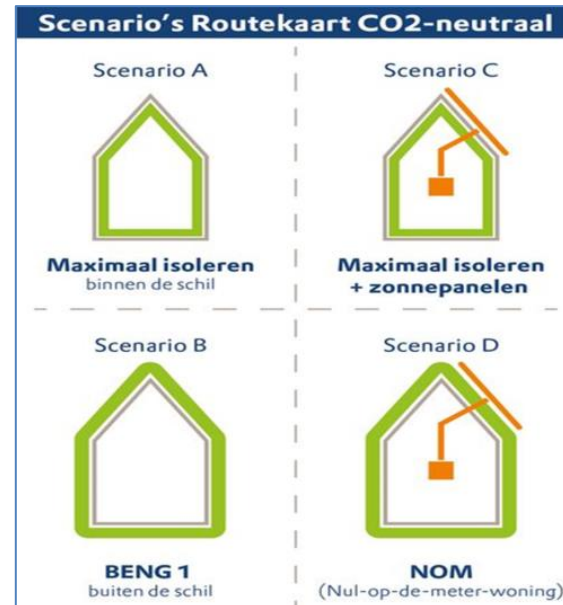 Scenario's Routekaart CO2-neutraal
Scenario A
Maximaal isoleren
binnen de schil
Scenario C
Maximaal isoleren
+ zonnepanelen
Scenario B
BENG 1
buiten de schil
Scenario D
NOM
(Nul-op-de-meter-woning)